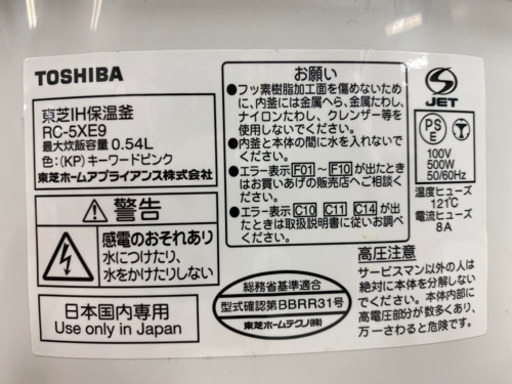 TOSHIBA
東芝IH保温釜
RC-5XE9
最大炊飯容量 0.54L
色:(KP)キーワードピンク
東芝ホームアプライアンス株式会社
警告
感電のおそれあり
水につけたり、
水をかけたりしない
日本国内専用
Use only in Japan
お願い
●フッ素樹脂加工面を傷めないため
に、内釜には金属へら、金属たわし、
ナイロンたわし、クレンザー等を
使用しないでください。
●内釜と本体の間に水を入れないで
ください。
●エラー表示 F01 ~ F10 が出たとき
はお買いあげの販売店へご相談く
ださい。
●エラー表示 C10 C11 C14 が出
たときは取扱説明書に従いお調べ
ください。
総務省基準適合
型式確認第BBRR31号
東芝ホームテクノ(株)
S
JET
PS
E
100V
500W
50/60Hz
温度ヒューズ
121℃
電流ヒューズ
8A
高圧注意
サービスマン以外の人は
絶対に本体を分解しない
でください。本体内には
高電圧部分が数多くあり、
万一さわると危険です。